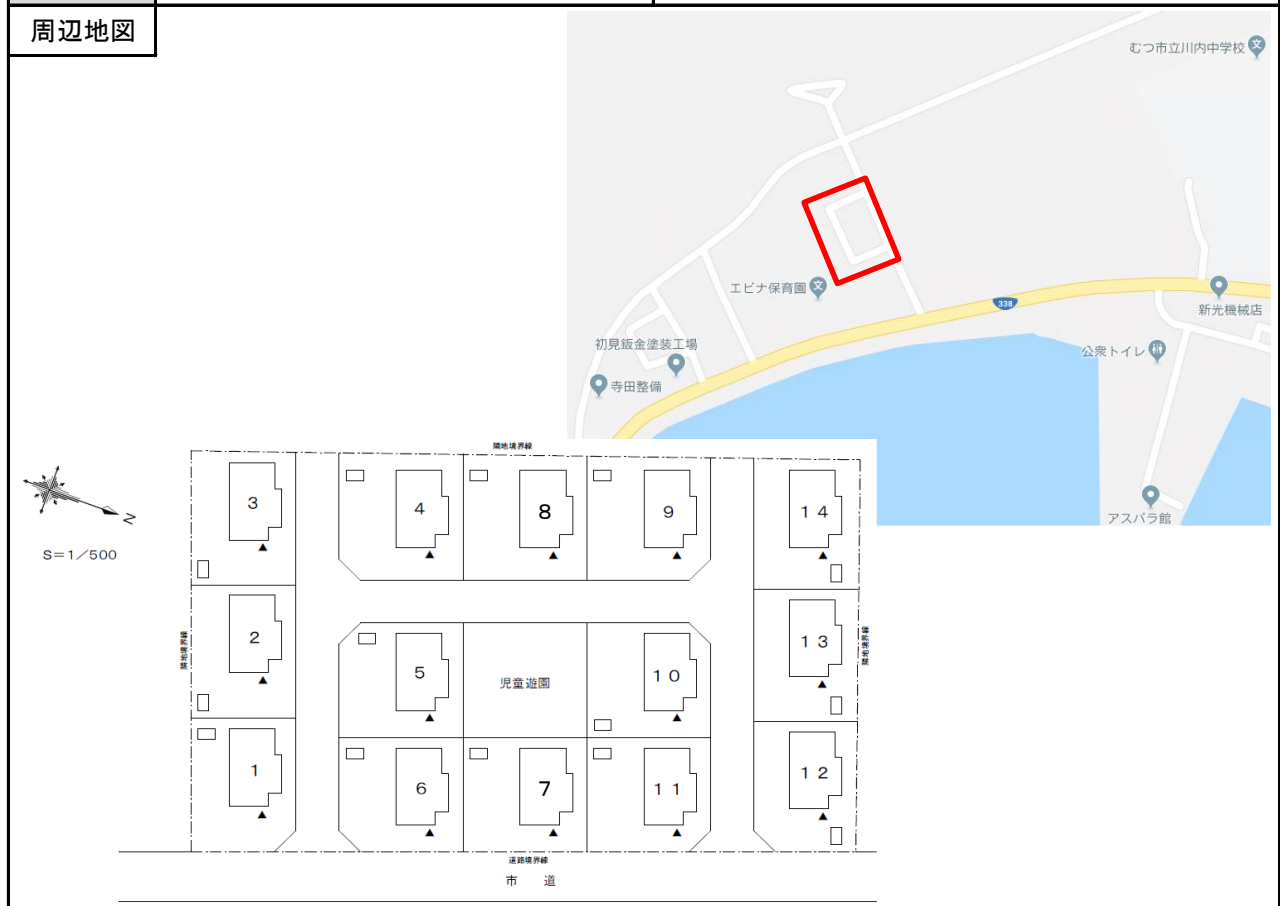 周辺地図
むつ市立川内中学校
エビナ保育園
338
新光機械店
初見鈑金塗装工場
公衆トイレ
寺田整備
アスパラ館
隣地境界線
N
S=1/500
3
4
8
9
14
隣地境界線
2
5
児童遊園
10
13
隣地境界線
1
6
7
11
12
道路境界線
市 道